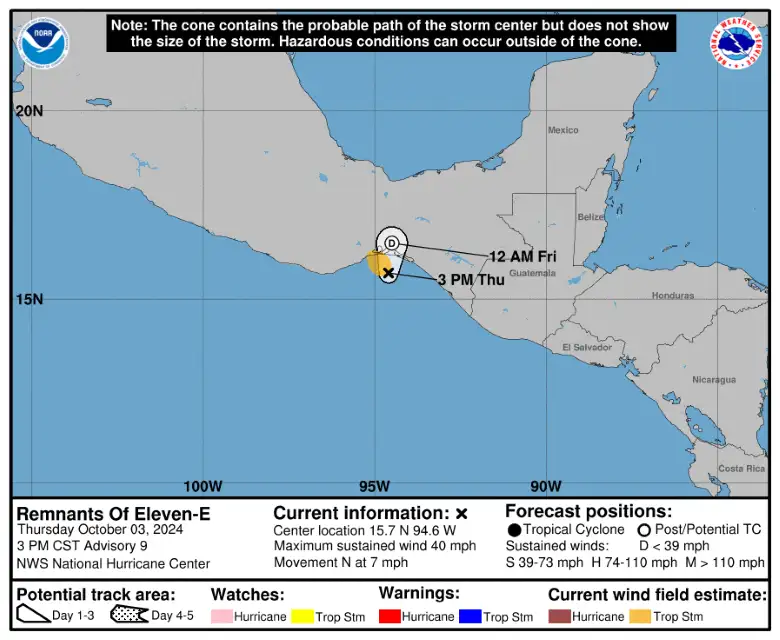 Note: The cone contains the probable path of the storm center but does not show
the size of the storm. Hazardous conditions can occur outside of the cone.
NOAA
NATIONAL WEATHER SERVICE
20N
Mexico
Belize
D
12 AM Fri
Guatemala
3 PM Thu
15N
Honduras
El Salvador
Nicaragua
Costa Rica
100W
95W
90W
Remnants Of Eleven-E
Thursday October 03, 2024
3 PM CST Advisory 9
NWS National Hurricane Center
Current information: ×
Center location 15.7 N 94.6 W
Maximum sustained wind 40 mph
Movement N at 7 mph
Forecast positions:
Tropical Cyclone Post/Potential TC
Sustained winds: D < 39 mph
S 39-73 mph H 74-110 mph M > 110 mph
Potential track area:
Day 1-3 Day 4-5
Watches:
Hurricane Trop Stm
Warnings:
Hurricane Trop Stm
Current wind field estimate:
Hurricane Trop Stm